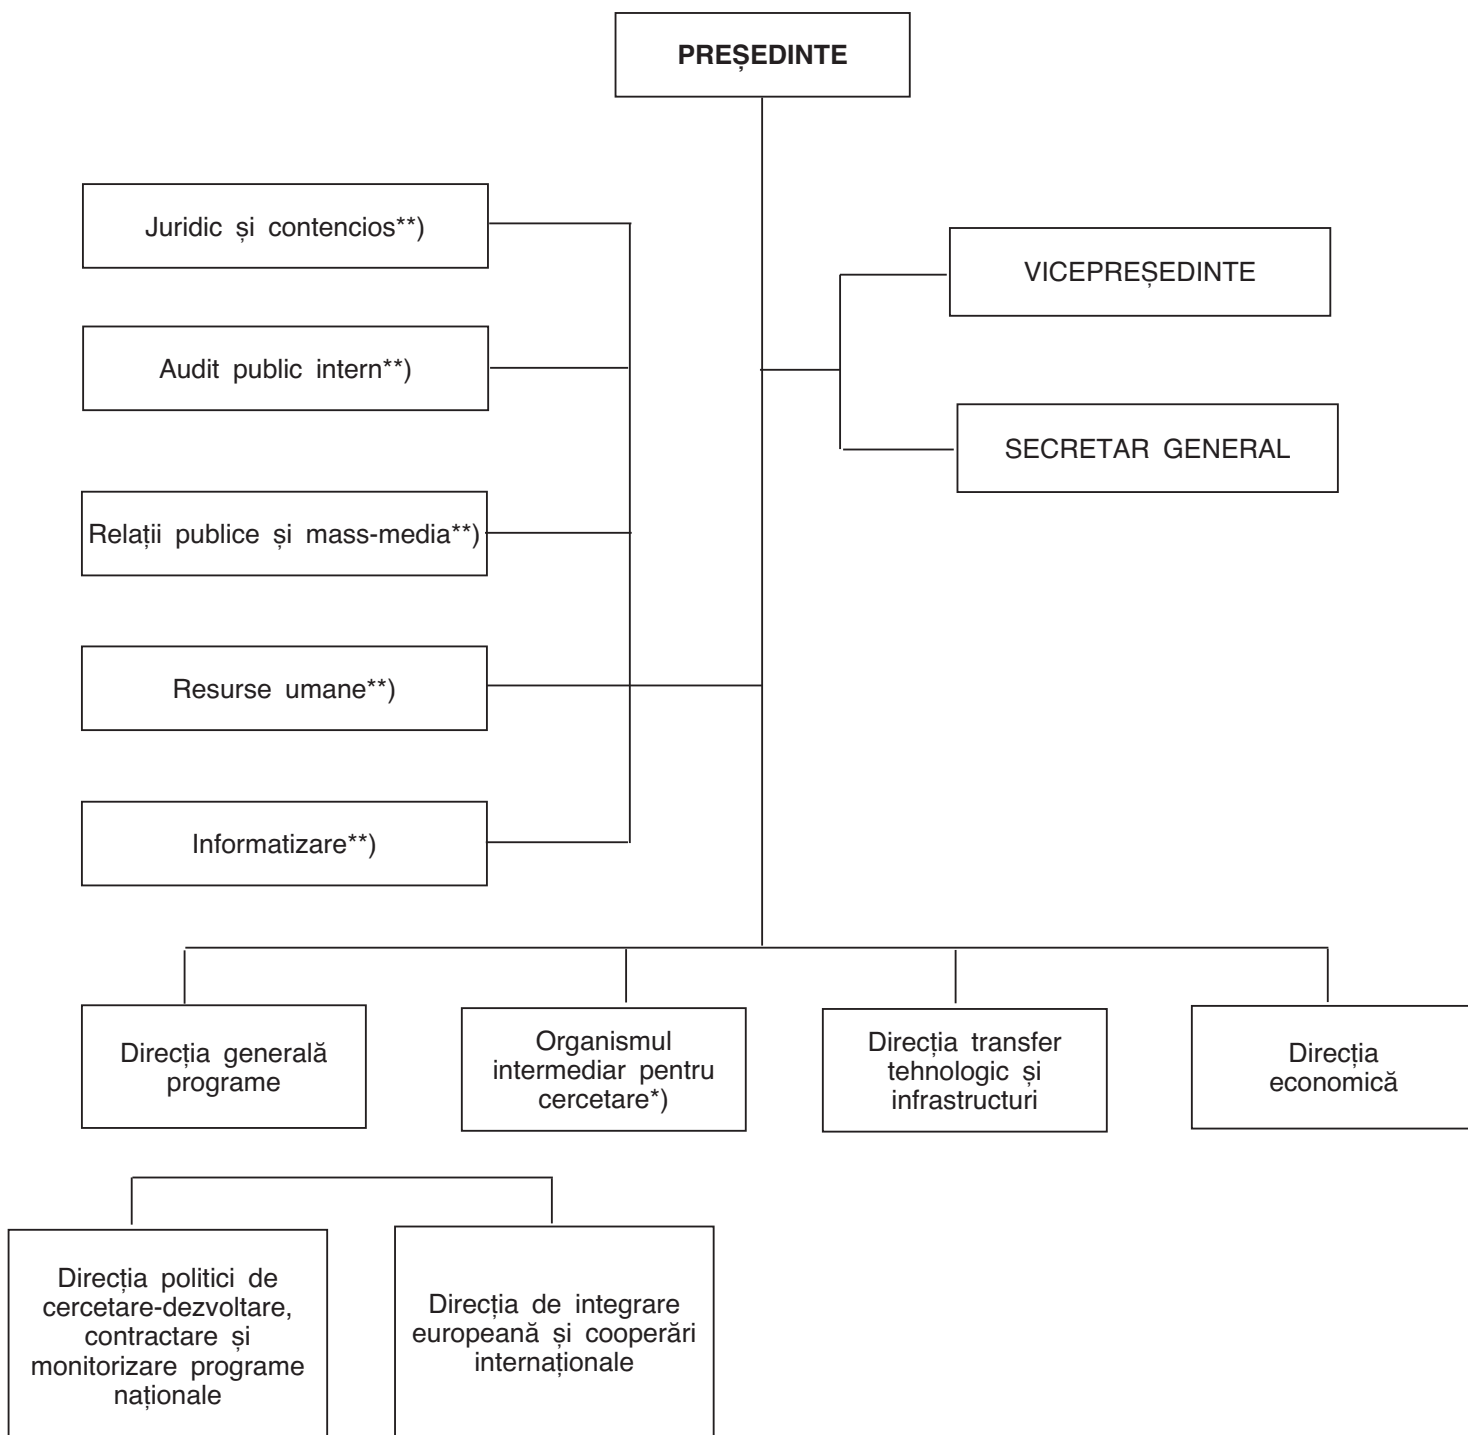 PREȘEDINTE
Juridic și contencios**)
VICEPREȘEDINTE
Audit public intern**)
SECRETAR GENERAL
Relații publice și mass-media**)
Resurse umane**)
Informatizare**)
Direcția generală
programe
Organismul
intermediar pentru
cercetare*)
Direcția transfer
tehnologic și
infrastructuri
Direcția
economică
Direcția politici de
cercetare-dezvoltare,
contractare și
monitorizare programe
naționale
Direcția de integrare
europeană și cooperări
internaționale